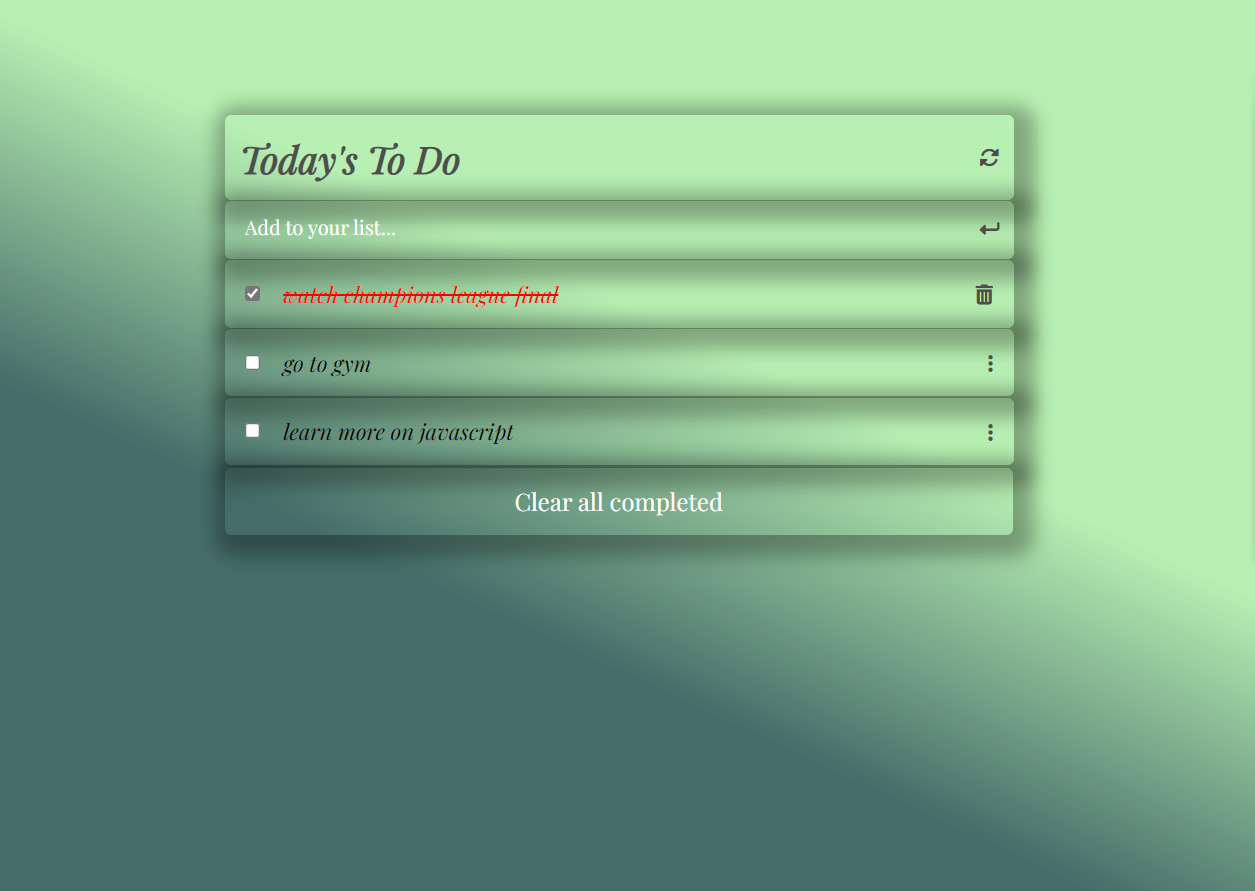 Today's To Do
Add to your list...
watch champions league final
go to gym
learn more on javascript
Clear all completed